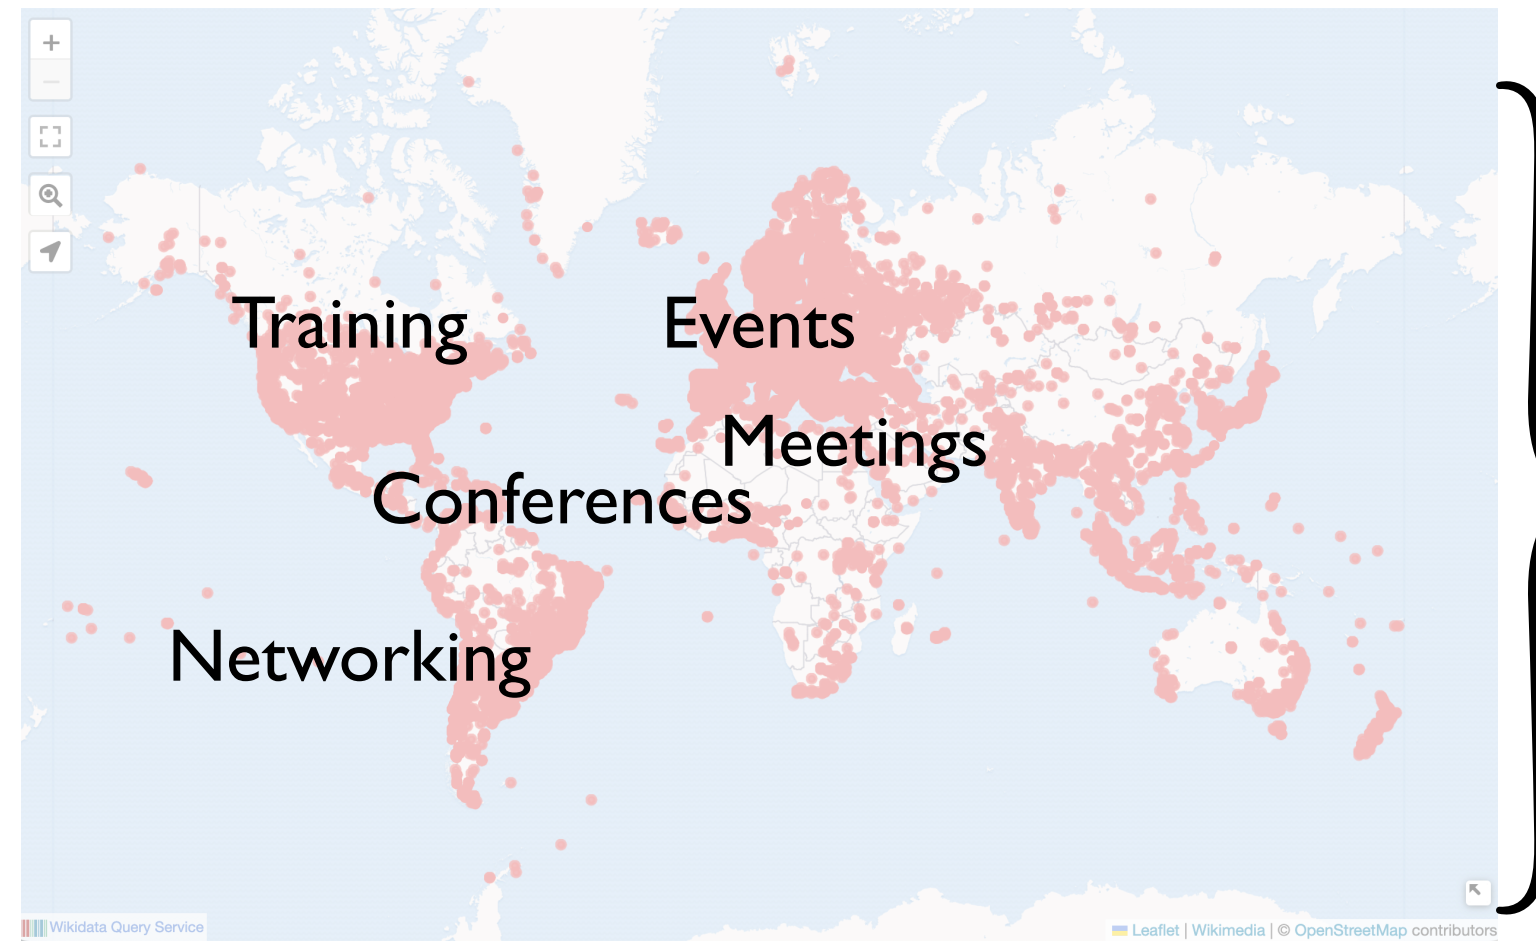 +
−
Training
Events
Meetings
Conferences
Networking
Wikidata Query Service
Leaflet | Wikimedia | © OpenStreetMap contributors